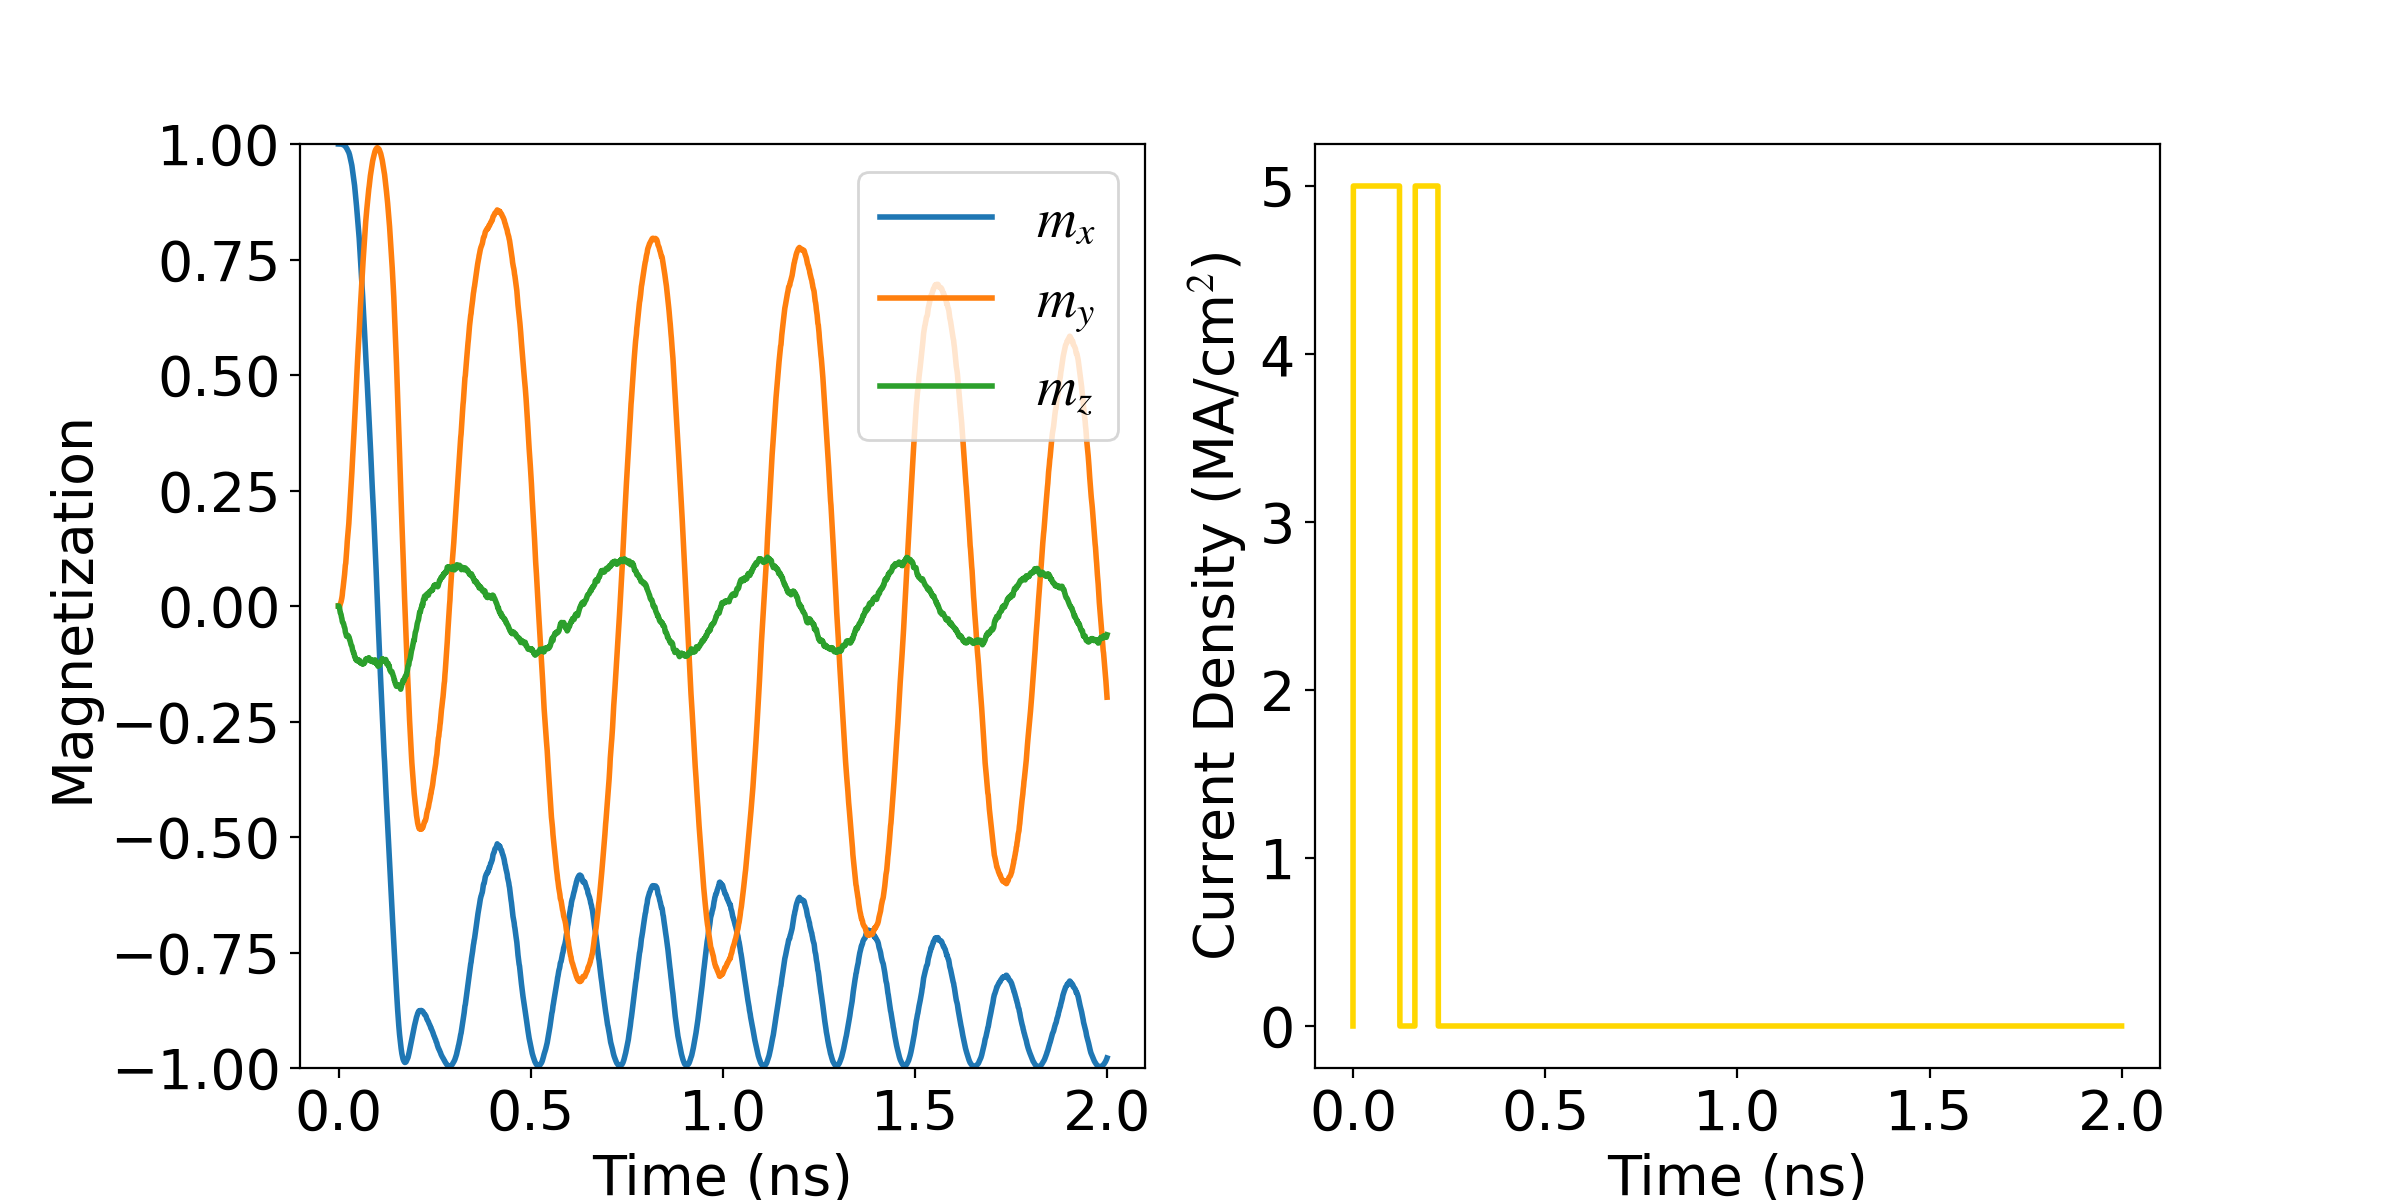 1.00
0.75
0.50
0.25
0.00
−0.25
−0.50
−0.75
−1.00
Magnetization
0.0 0.5 1.0 1.5 2.0
Time (ns)
m_x
m_y
m_z
5
4
3
2
1
0
Current Density (MA/cm²)
0.0 0.5 1.0 1.5 2.0
Time (ns)